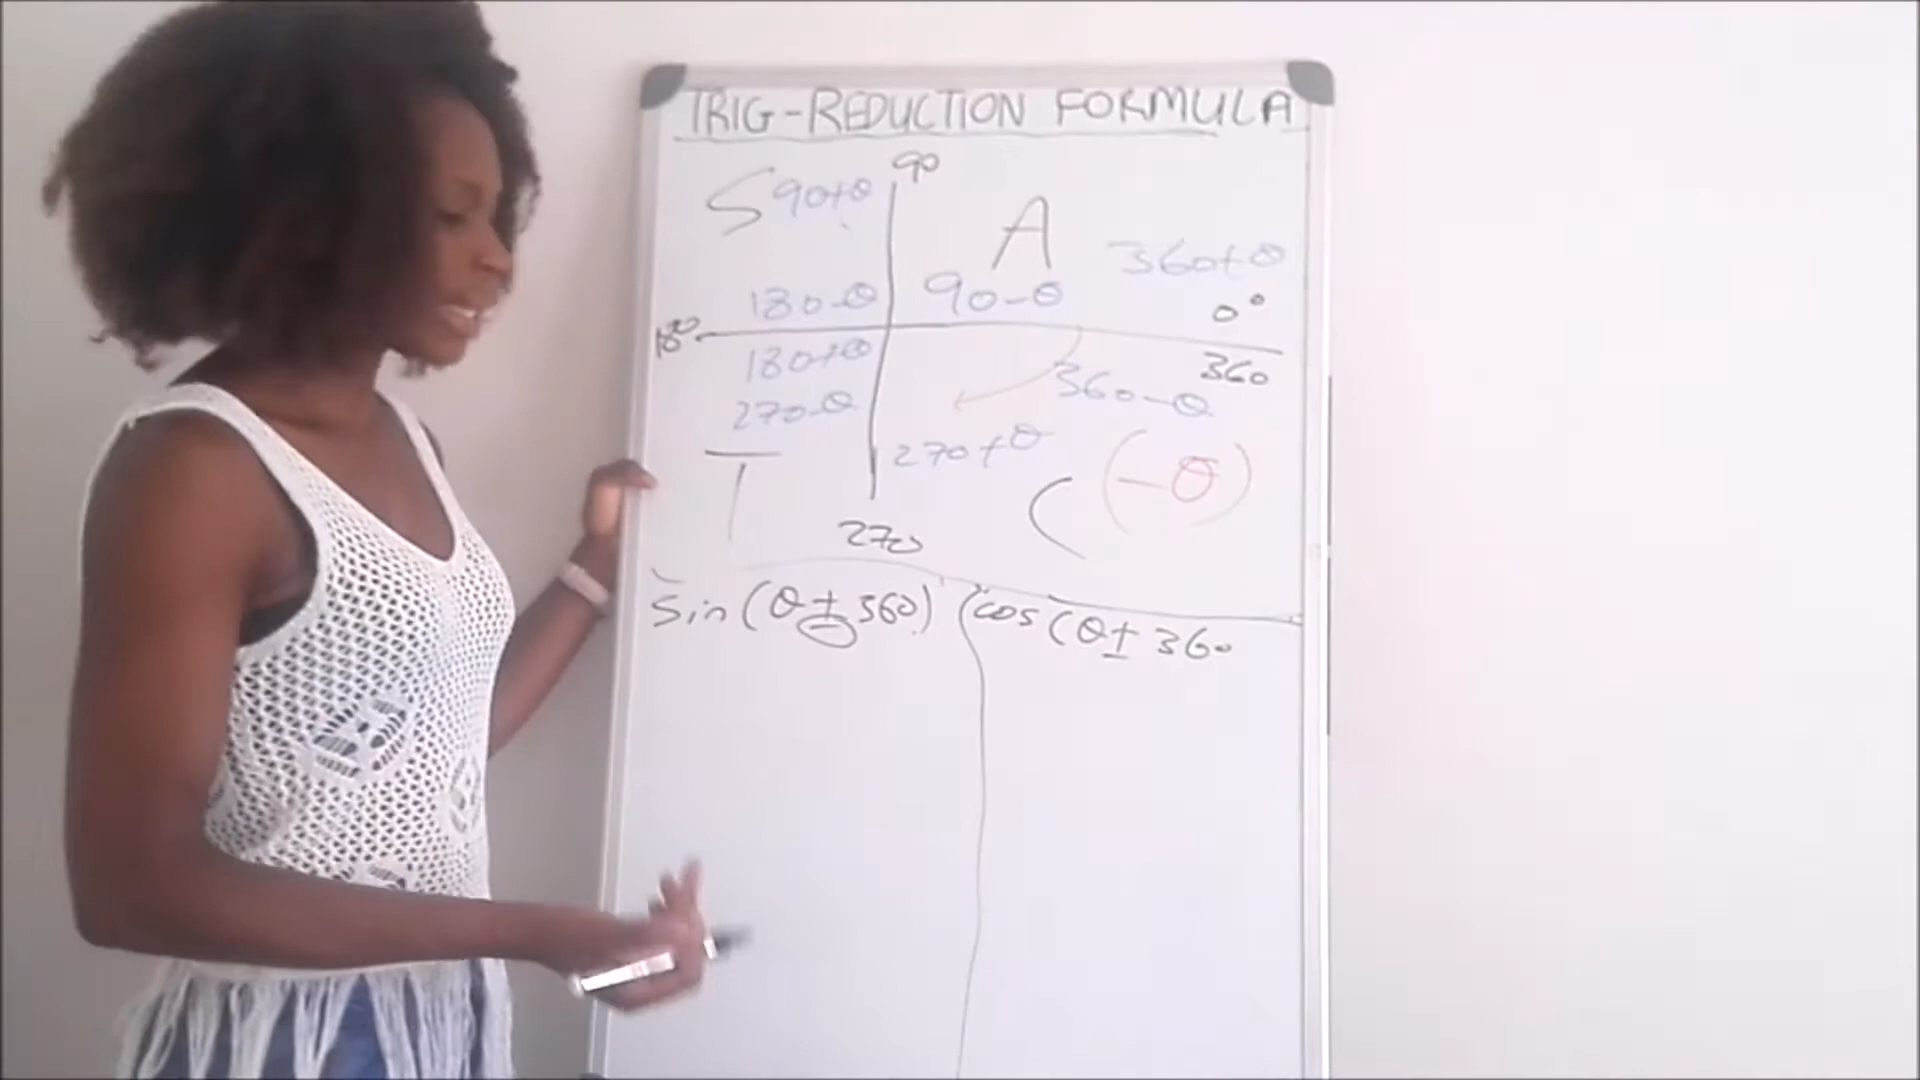 TRIG-REDUCTION FORMULA
90
S 90+θ
A
360+θ
180-θ
90-θ
0°
180
180+θ
360
270-θ
360-θ
270+θ
T
C (-θ)
270
Sin(θ±360)
cos(θ±360